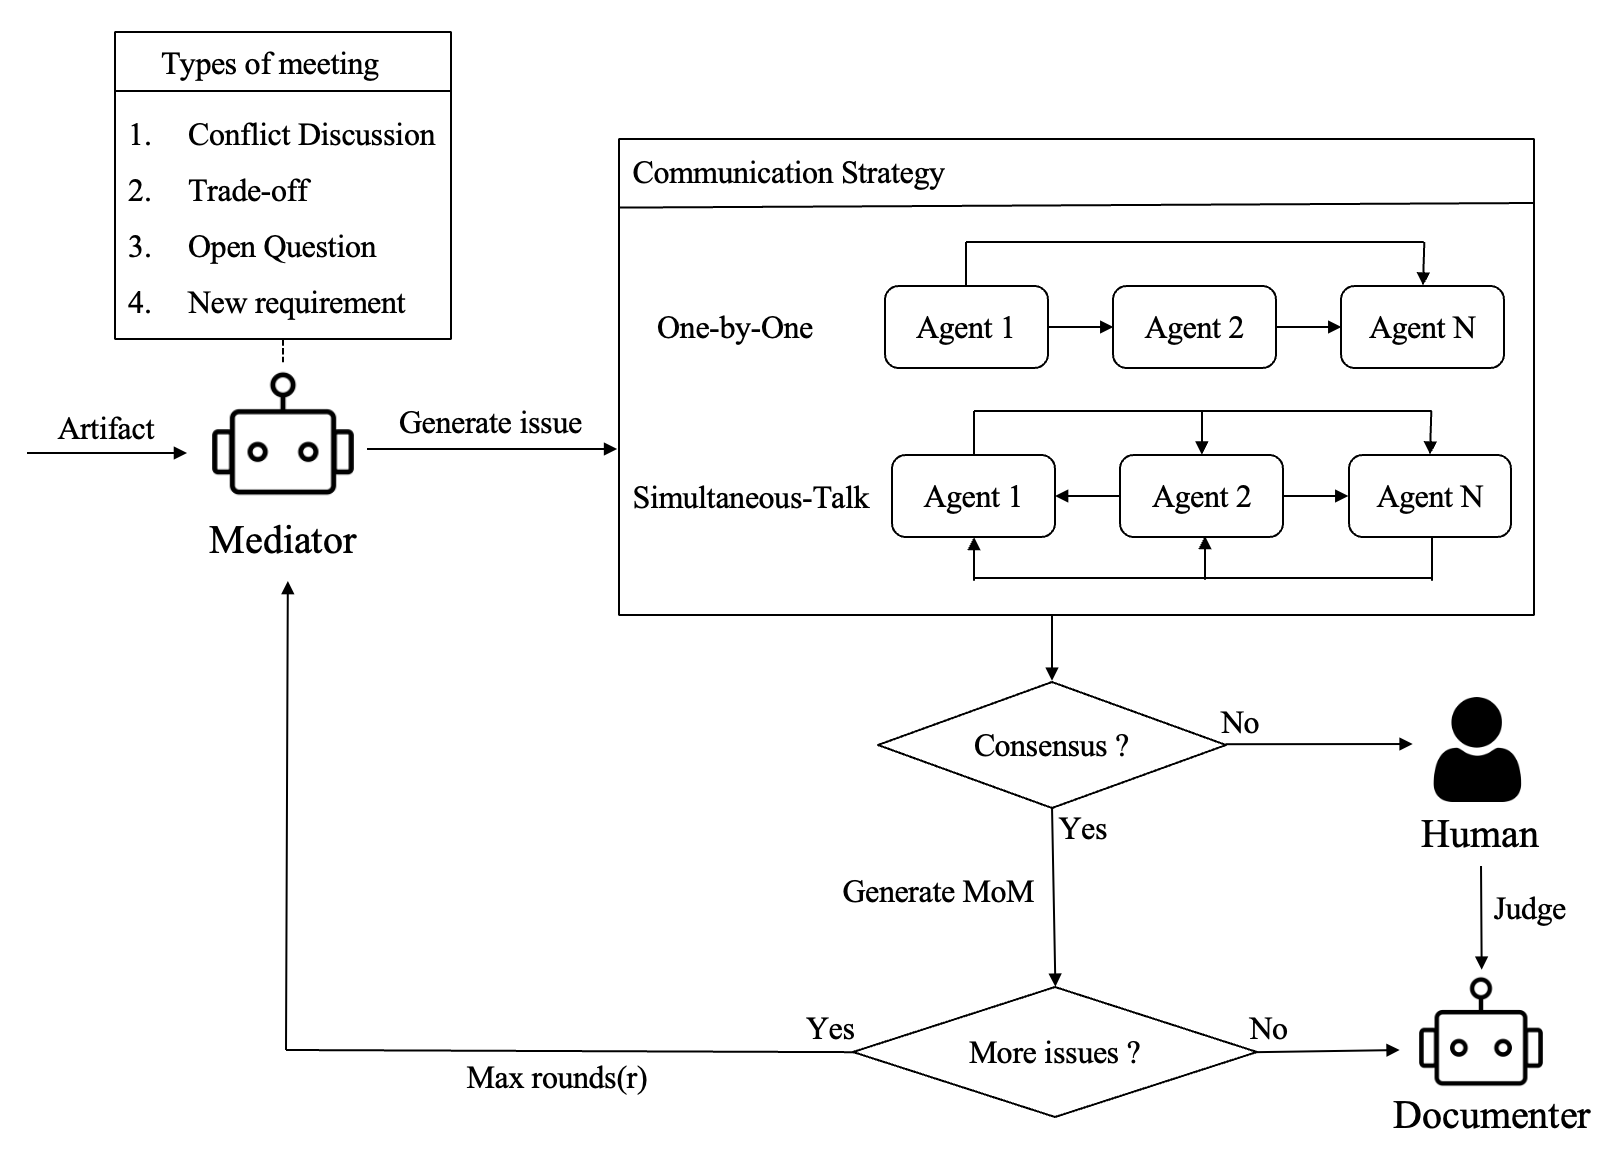 Types of meeting
1. Conflict Discussion
2. Trade-off
3. Open Question
4. New requirement
Communication Strategy
One-by-One
Agent 1
Agent 2
Agent N
Artifact
Generate issue
Simultaneous-Talk
Agent 1
Agent 2
Agent N
Mediator
Consensus ?
No
Yes
Human
Generate MoM
Judge
Yes
More issues ?
No
Max rounds(r)
Documenter